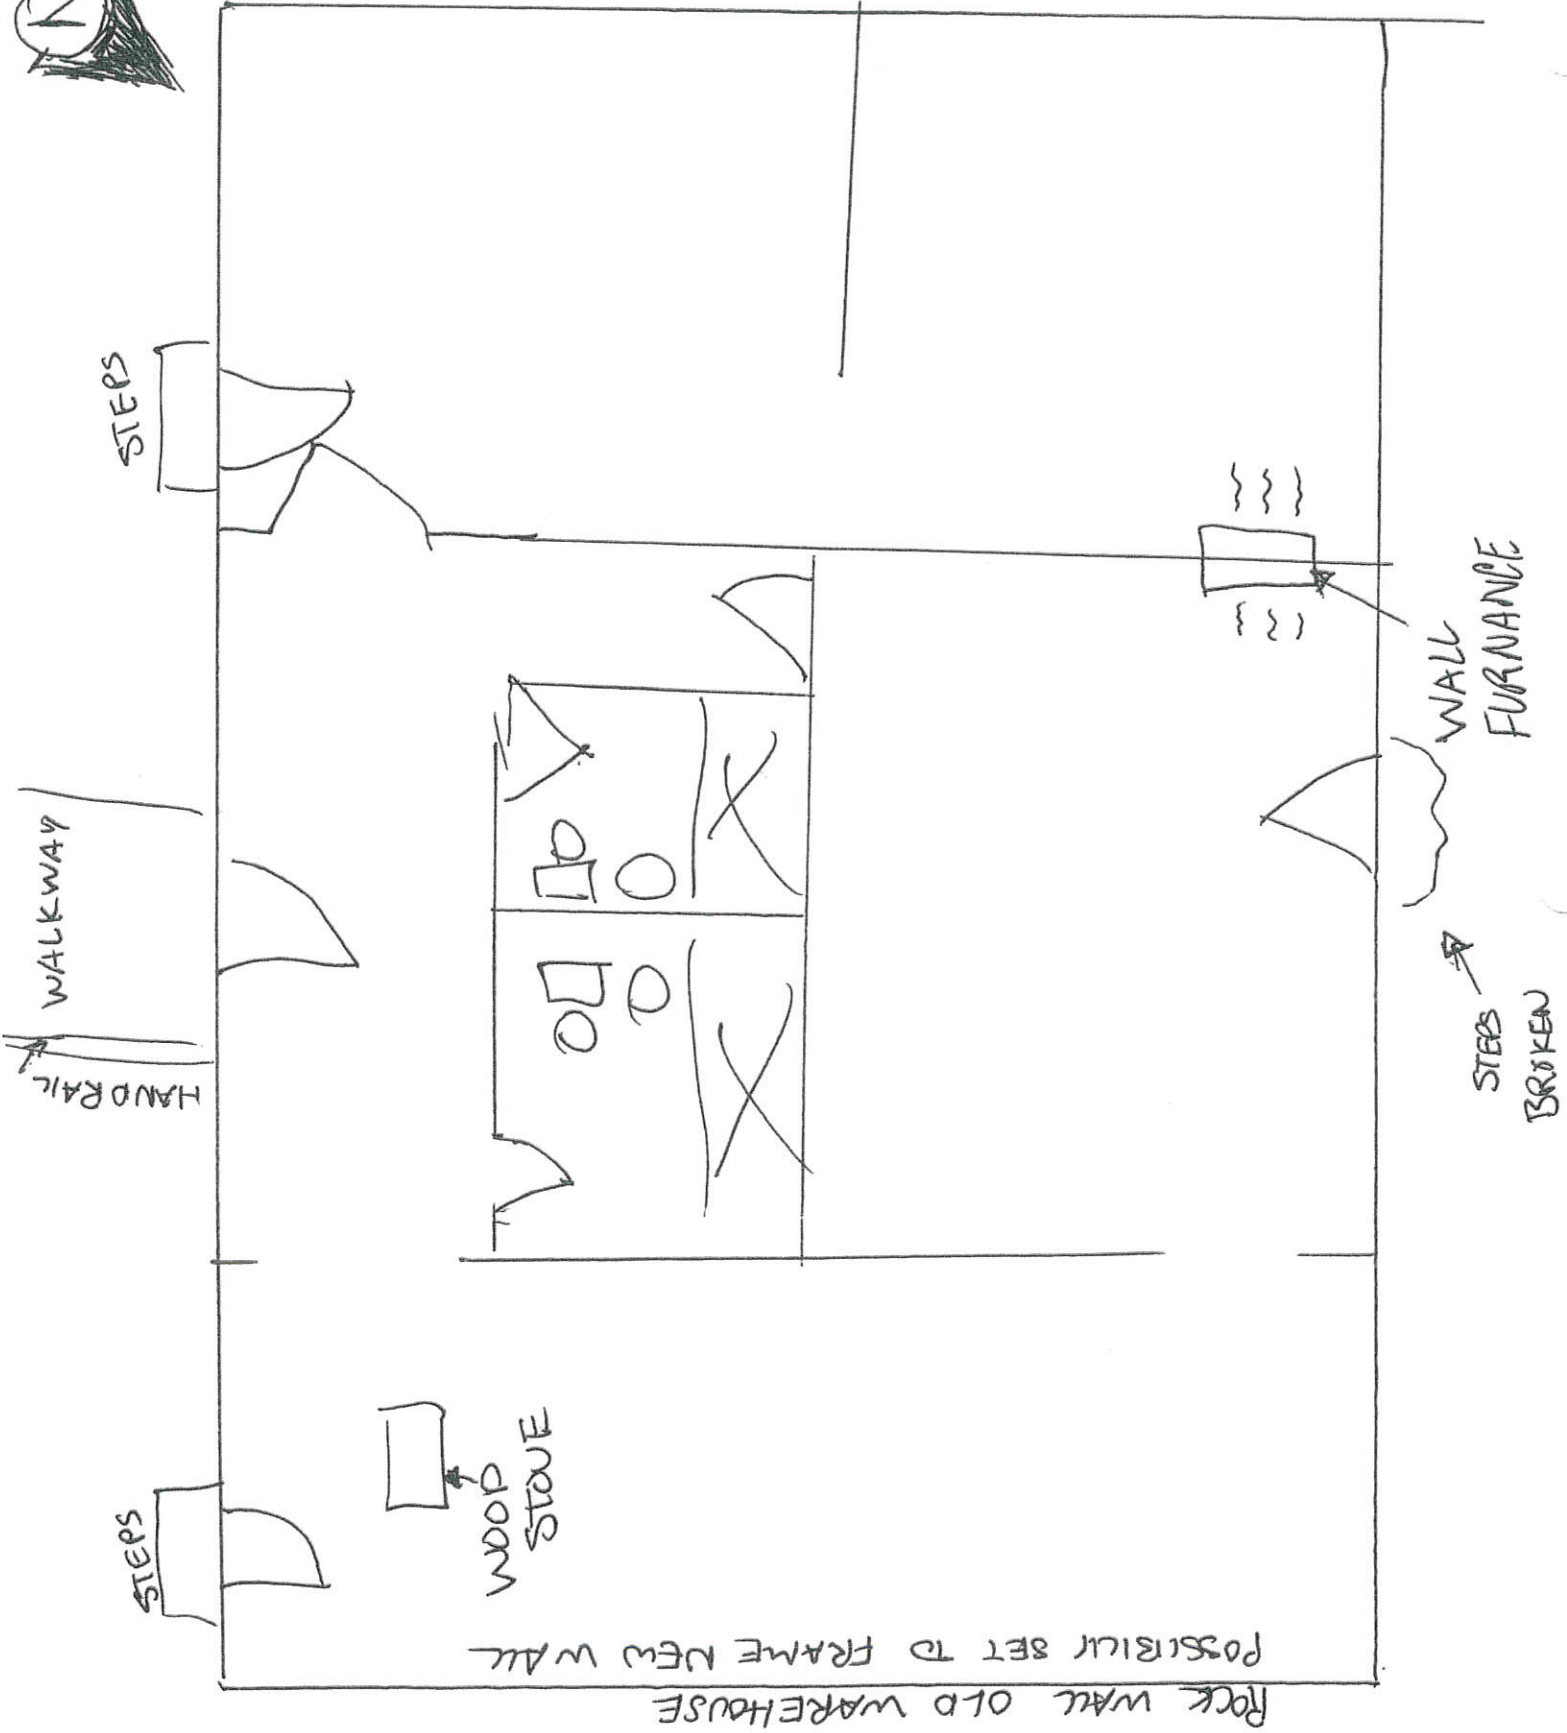 STEPS
WALKWAY
HANDRAIL
STEPS
WOOD
STOVE
WALL
FURNANCE
STEPS
BROKEN
POSSIBILY SET TO FRAME NEW WALL
ROCK WALL OLD WAREHOUSE